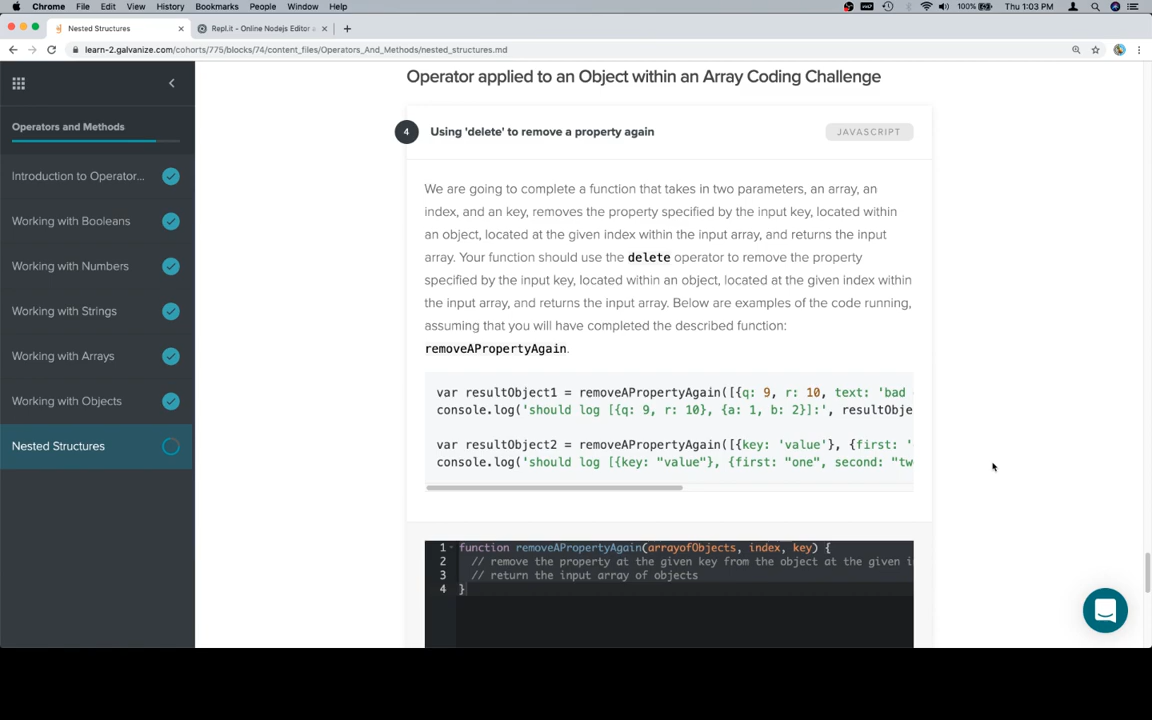 Chrome File Edit View History Bookmarks People Window Help 100% Thu 1:03 PM
Nested Structures
Repl.it - Online Nodejs Editor a
learn-2.galvanize.com/cohorts/775/blocks/74/content_files/Operators_And_Methods/nested_structures.md
Operators and Methods
Introduction to Operator...
Working with Booleans
Working with Numbers
Working with Strings
Working with Arrays
Working with Objects
Nested Structures
Operator applied to an Object within an Array Coding Challenge
4 Using 'delete' to remove a property again JAVASCRIPT
We are going to complete a function that takes in two parameters, an array, an
index, and an key, removes the property specified by the input key, located within
an object, located at the given index within the input array, and returns the input
array. Your function should use the delete operator to remove the property
specified by the input key, located within an object, located at the given index within
the input array, and returns the input array. Below are examples of the code running,
assuming that you will have completed the described function:
removeAPropertyAgain.
var resultObject1 = removeAPropertyAgain([{q: 9, r: 10, text: 'bad
console.log('should log [{q: 9, r: 10}, {a: 1, b: 2}]:', resultObje
var resultObject2 = removeAPropertyAgain([{key: 'value'}, {first: '
console.log('should log [{key: "value"}, {first: "one", second: "tw
1 function removeAPropertyAgain(arrayofObjects, index, key) {
2 // remove the property at the given key from the object at the given i
3 // return the input array of objects
4 }